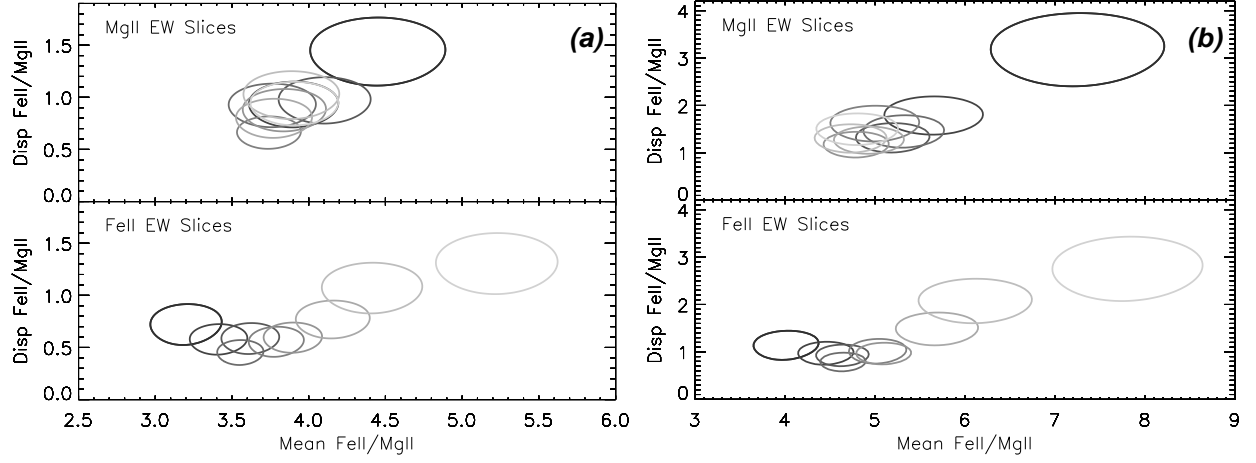 MgII EW Slices
(a)
Disp FeII/MgII
1.5
1.0
0.5
0.0
FeII EW Slices
Disp FeII/MgII
1.5
1.0
0.5
0.0
2.5 3.0 3.5 4.0 4.5 5.0 5.5 6.0
Mean FeII/MgII
MgII EW Slices
(b)
Disp FeII/MgII
4
3
2
1
0
FeII EW Slices
Disp FeII/MgII
4
3
2
1
0
3 4 5 6 7 8 9
Mean FeII/MgII